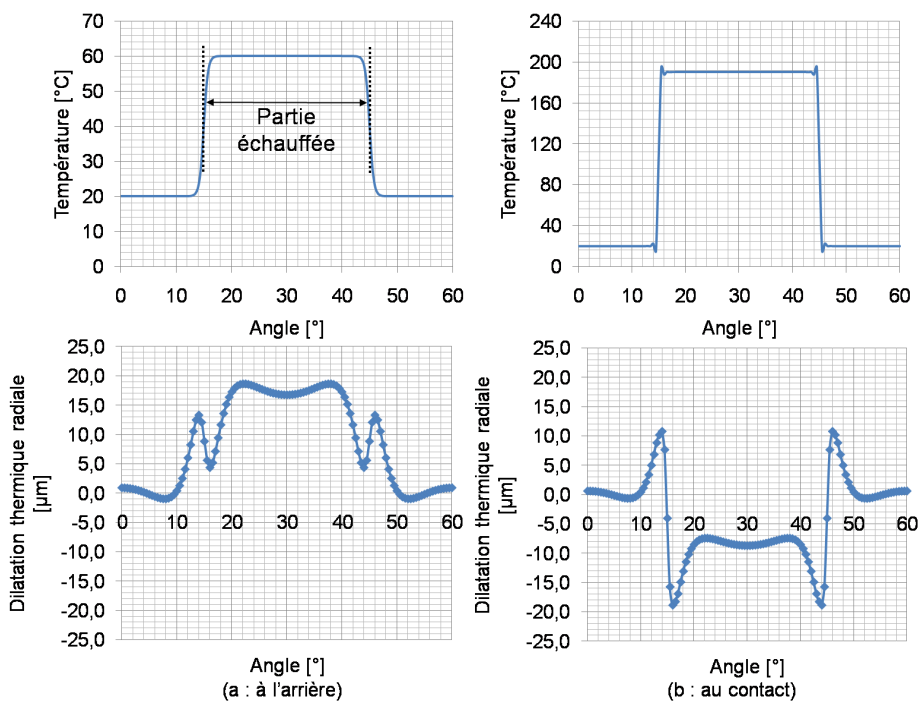 70
60
50
40
30
20
10
0
Température [°C]
Partie
échauffée
0 10 20 30 40 50 60
Angle [°]
240
200
160
120
80
40
0
Température [°C]
0 10 20 30 40 50 60
Angle [°]
25,0
20,0
15,0
10,0
5,0
0,0
-5,0
-10,0
-15,0
-20,0
-25,0
Dilatation thermique radiale
[µm]
0 10 20 30 40 50 60
Angle [°]
(a : à l'arrière)
25,0
20,0
15,0
10,0
5,0
0,0
-5,0
-10,0
-15,0
-20,0
-25,0
Dilatation thermique radiale
[µm]
0 10 20 30 40 50 60
Angle [°]
(b : au contact)